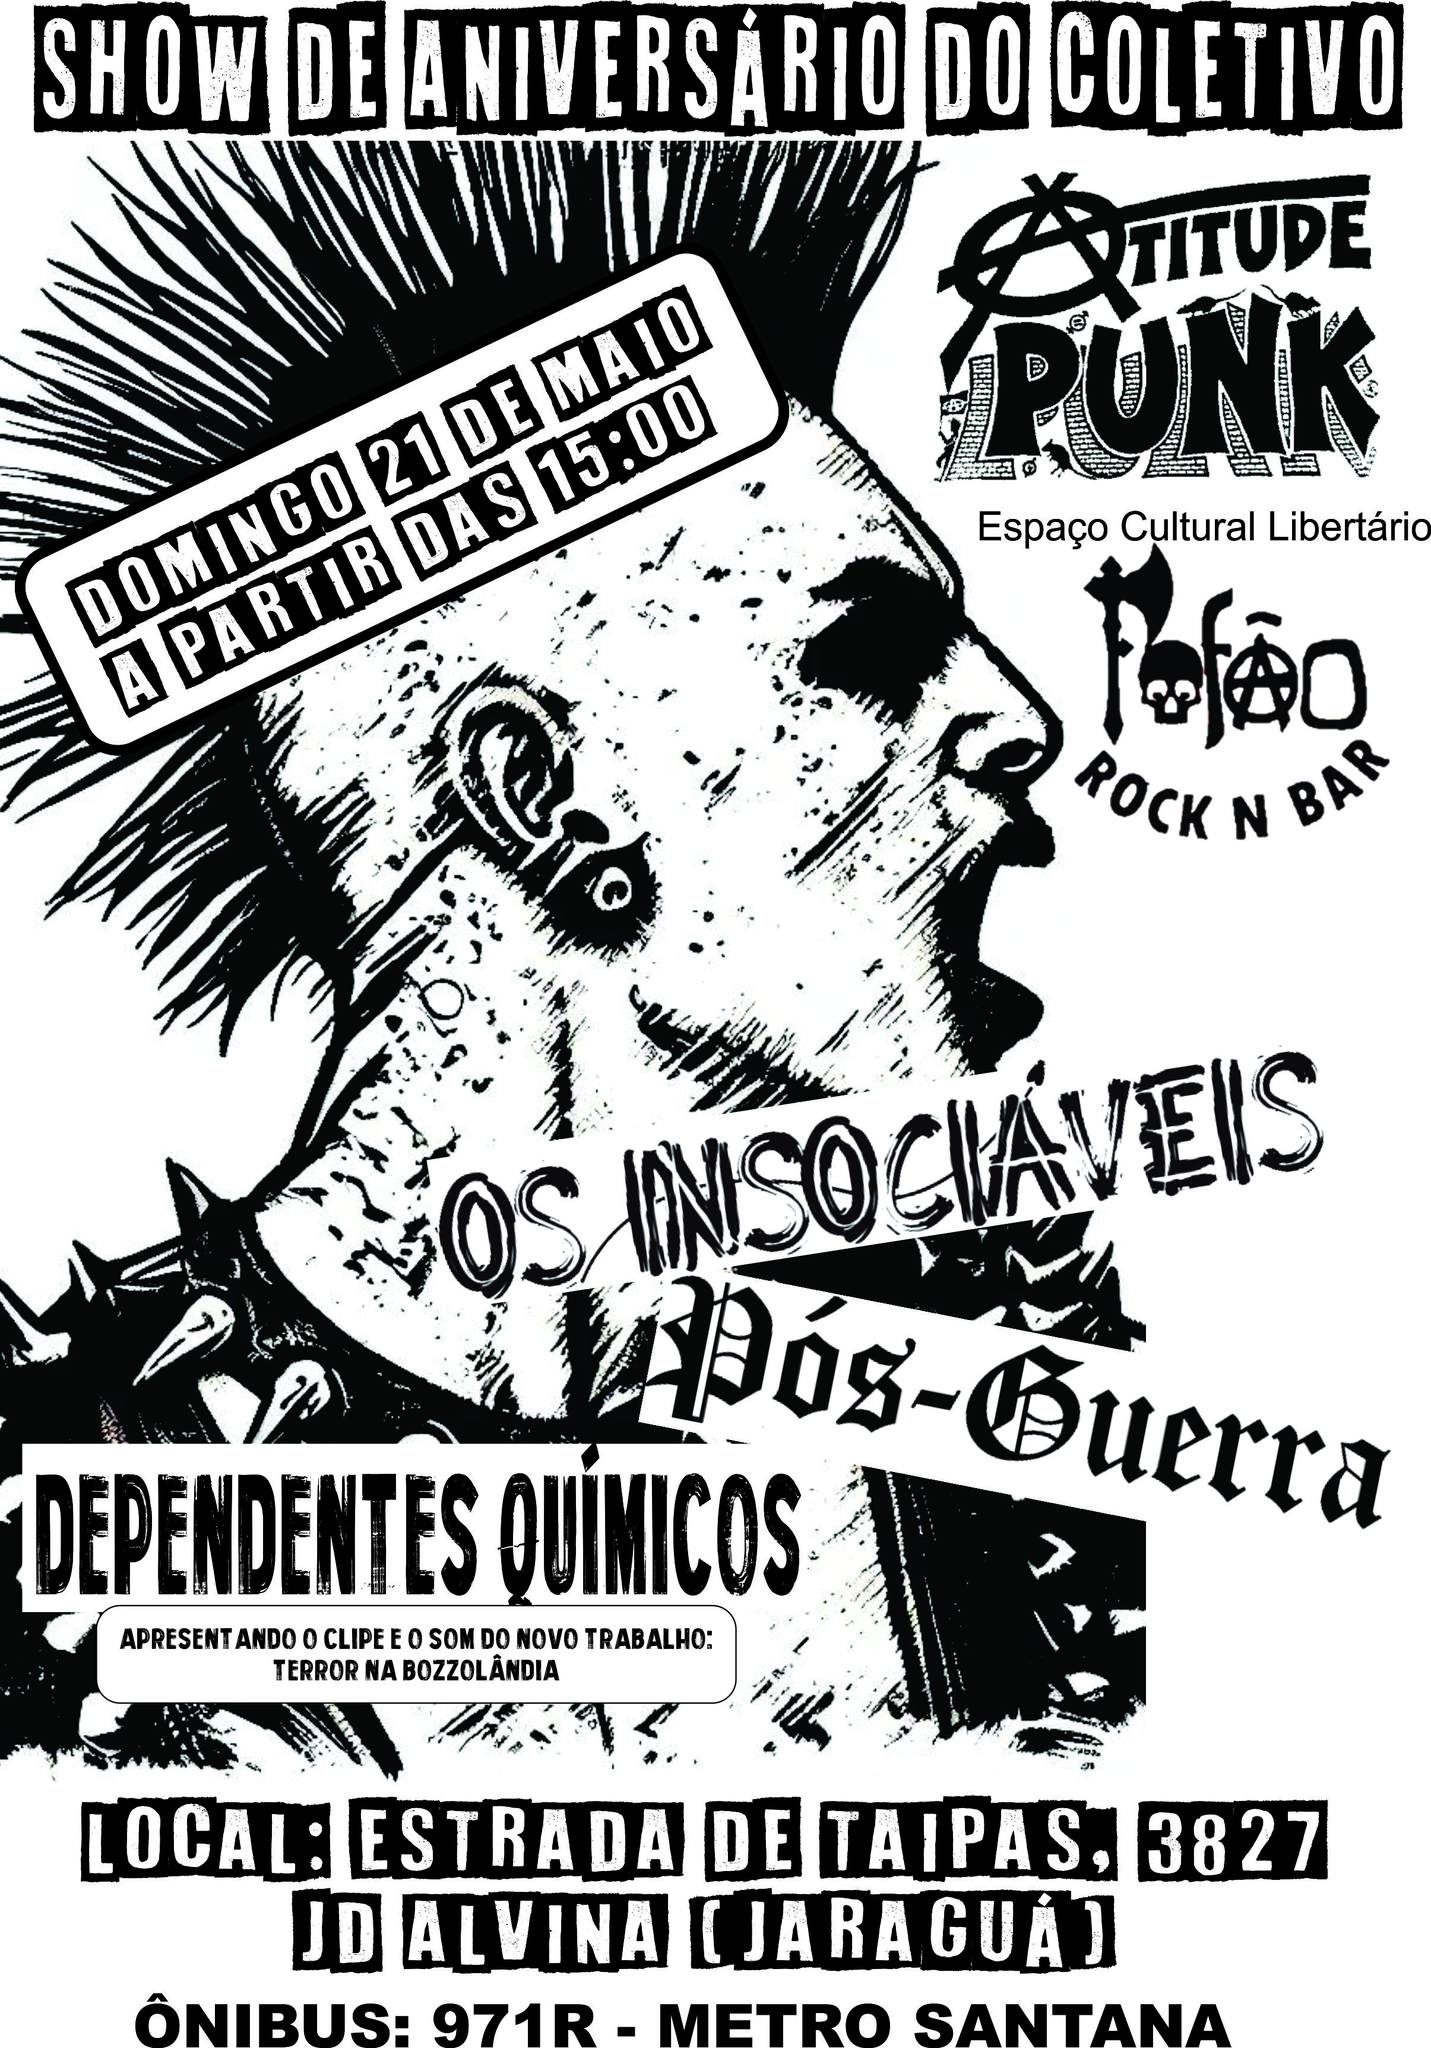 SHOW DE ANIVERSÁRIO DO COLETIVO
ATITUDE
PUNK
DOMINGO 21 DE MAIO
A PARTIR DAS 15:00
Espaço Cultural Libertário
Fofão
ROCK N BAR
OS INSOCIÁVEIS
Pós-Guerra
DEPENDENTES QUÍMICOS
APRESENTANDO O CLIPE E O SOM DO NOVO TRABALHO:
TERROR NA BOZZOLÂNDIA
LOCAL: ESTRADA DE TAIPAS, 3827
JD ALVINA (JARAGUÁ)
ÔNIBUS: 971R - METRO SANTANA